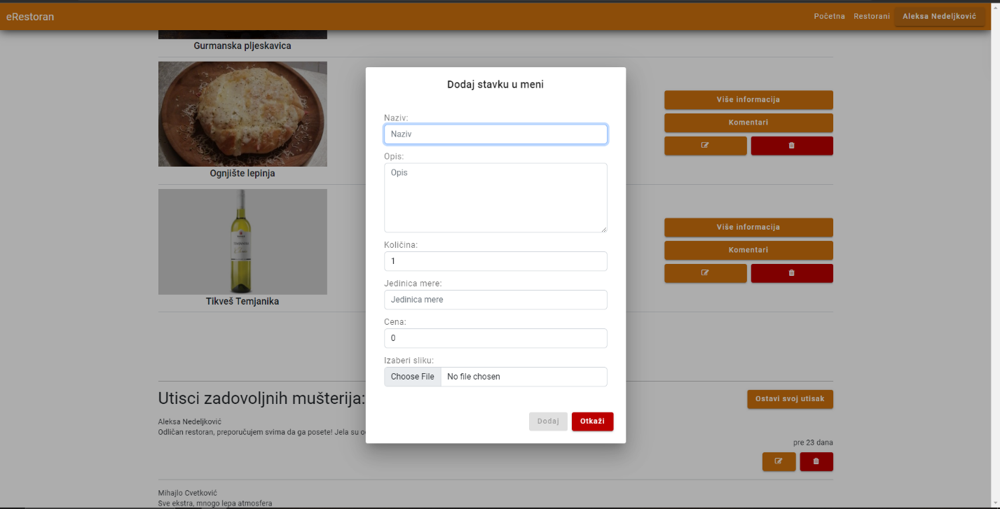 eRestoran
Početna Restorani Aleksa Nedeljković
Gurmanska pljeskavica
Ognjište lepinja
Više informacija
Komentari
Tikveš Temjanika
Više informacija
Komentari
Dodaj stavku u meni
Naziv:
Naziv
Opis:
Opis
Količina:
1
Jedinica mere:
Jedinica mere
Cena:
0
Izaberi sliku:
Choose File No file chosen
Dodaj Otkaži
Utisci zadovoljnih mušterija:
Ostavi svoj utisak
Aleksa Nedeljković
Odličan restoran, preporučujem svima da ga posete! Jela su
pre 23 dana
Mihajlo Cvetković
Sve ekstra, mnogo lepa atmosfera